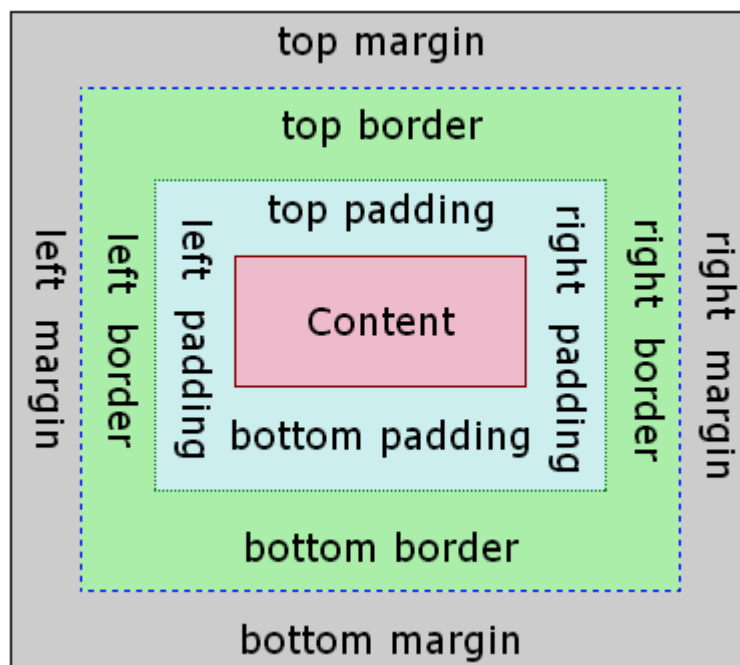 top margin
top border
top padding
left margin
left border
left padding
Content
right padding
right border
right margin
bottom padding
bottom border
bottom margin